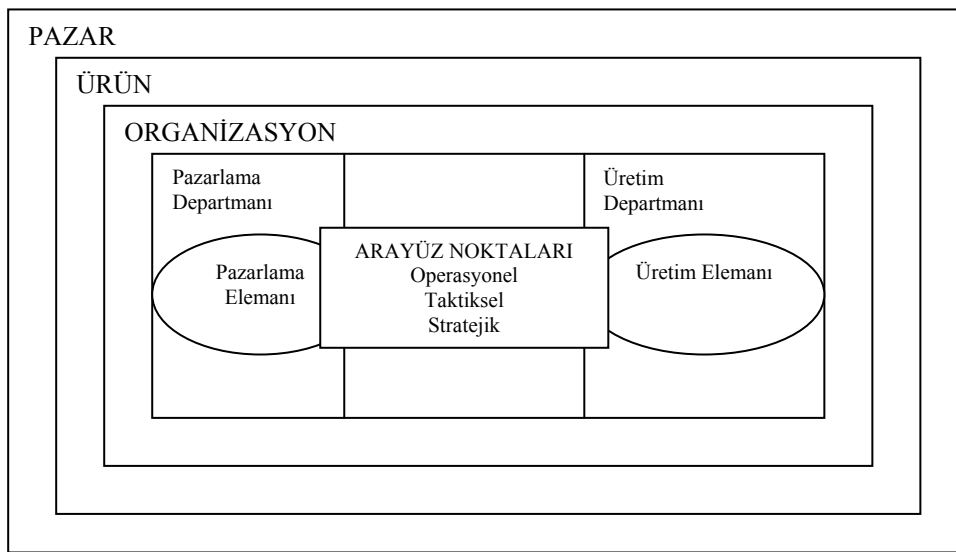 PAZAR
ÜRÜN
ORGANİZASYON
Pazarlama
Departmanı
Üretim
Departmanı
Pazarlama
Elemanı
ARAYÜZ NOKTALARI
Operasyonel
Taktiksel
Stratejik
Üretim Elemanı